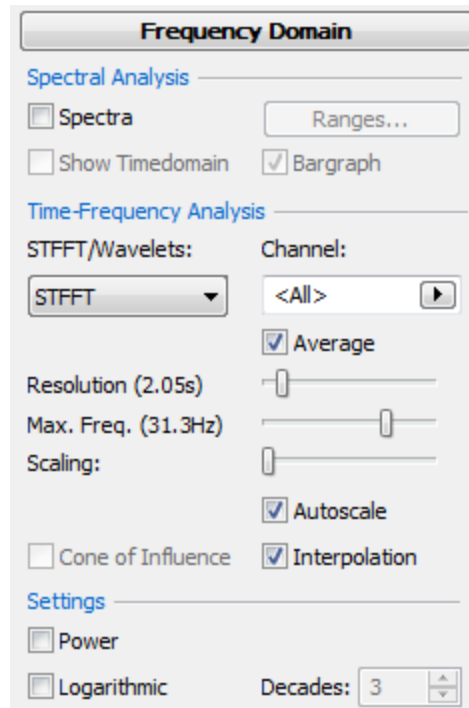 Frequency Domain
Spectral Analysis
Spectra Ranges...
Show Timedomain Bargraph
Time-Frequency Analysis
STFFT/Wavelets: Channel:
STFFT <All>
Average
Resolution (2.05s)
Max. Freq. (31.3Hz)
Scaling:
Autoscale
Cone of Influence Interpolation
Settings
Power
Logarithmic Decades: 3